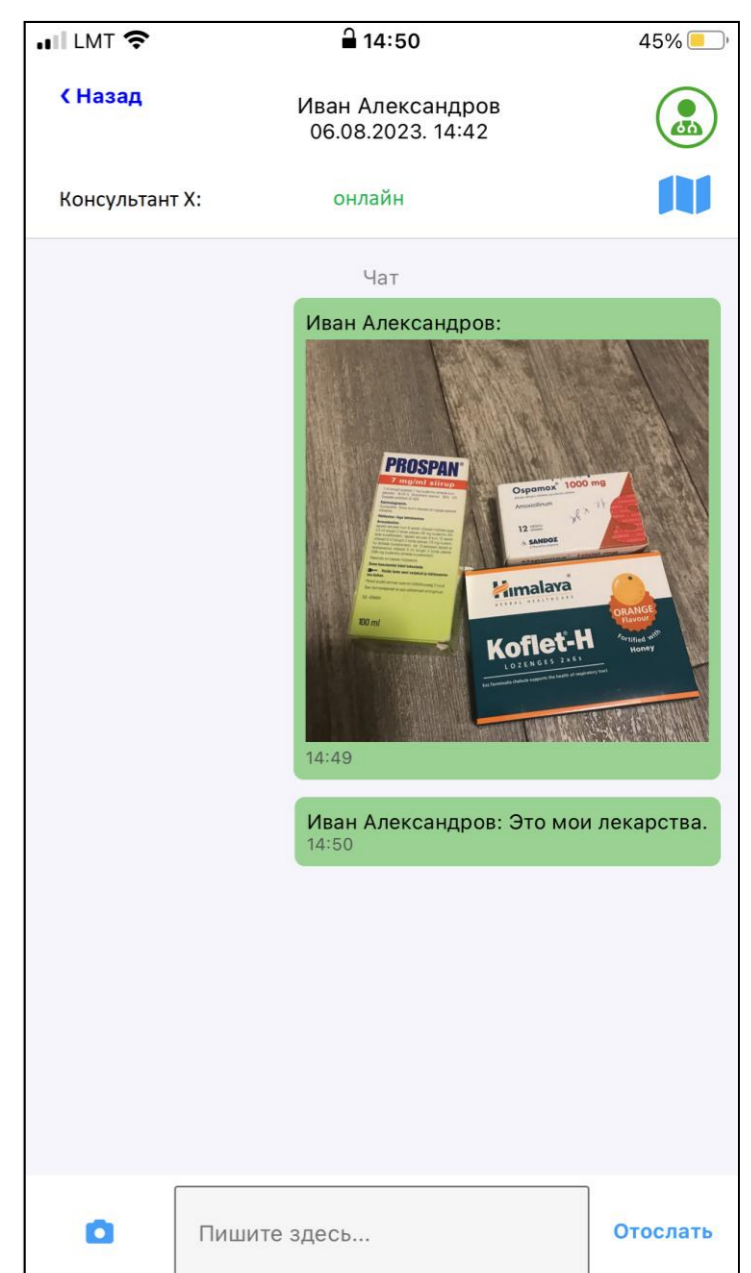 LMT
14:50
45%
Назад
Иван Александров
06.08.2023. 14:42
Консультант X:
онлайн
Чат
Иван Александров:
PROSPAN®
7 mg/ml siirup
100 ml
Ospamox® 1000 mg
Amoxicillinum
12
SANDOZ
Himalaya
HERBAL HEALTHCARE
Koflet-H
LOZENGES 2x6s
ORANGE
Flavour
Fortified with
Honey
14:49
Иван Александров: Это мои лекарства.
14:50
Пишите здесь...
Отослать